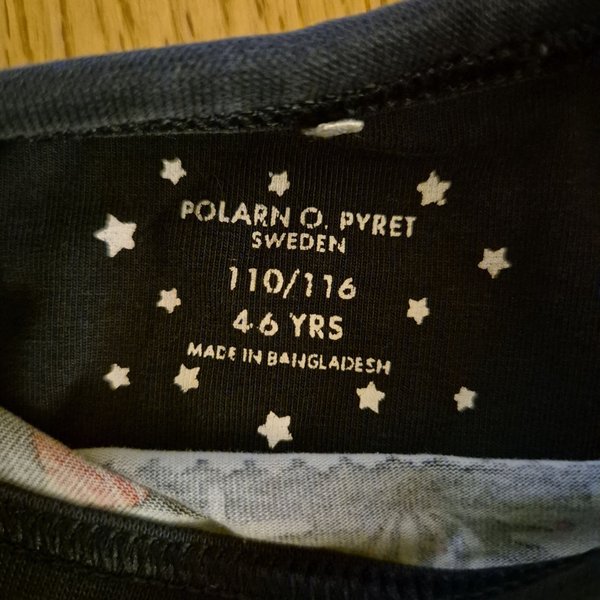 POLARN O. PYRET
SWEDEN
110/116
4-6 YRS
MADE IN BANGLADESH